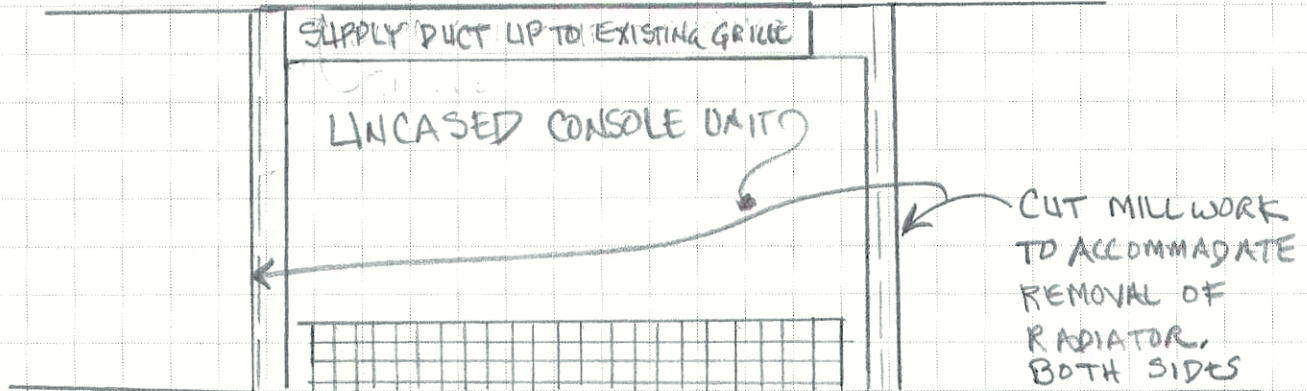 SUPPLY DUCT UP TO EXISTING GRILLE
UNCASED CONSOLE UNIT
CUT MILLWORK
TO ACCOMMADATE
REMOVAL OF
RADIATOR.
BOTH SIDES